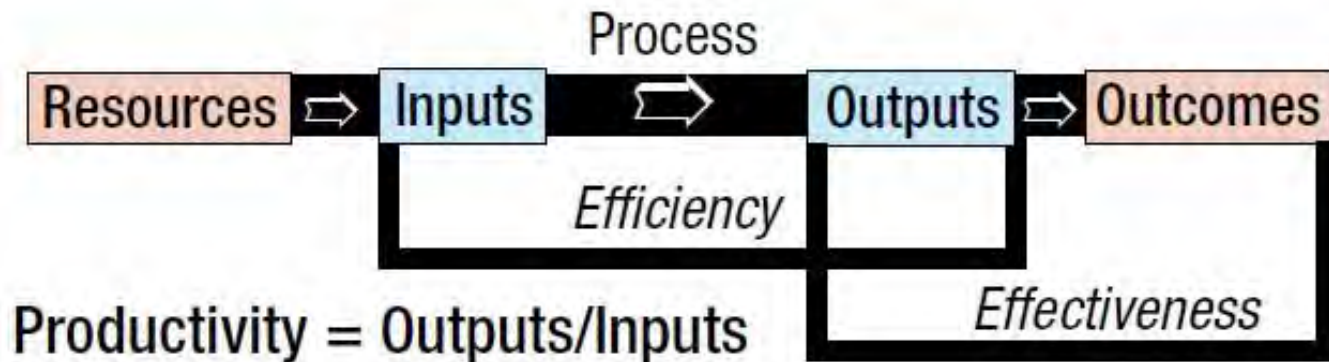 Process
Resources Inputs Outputs Outcomes
Efficiency
Effectiveness
Productivity = Outputs/Inputs